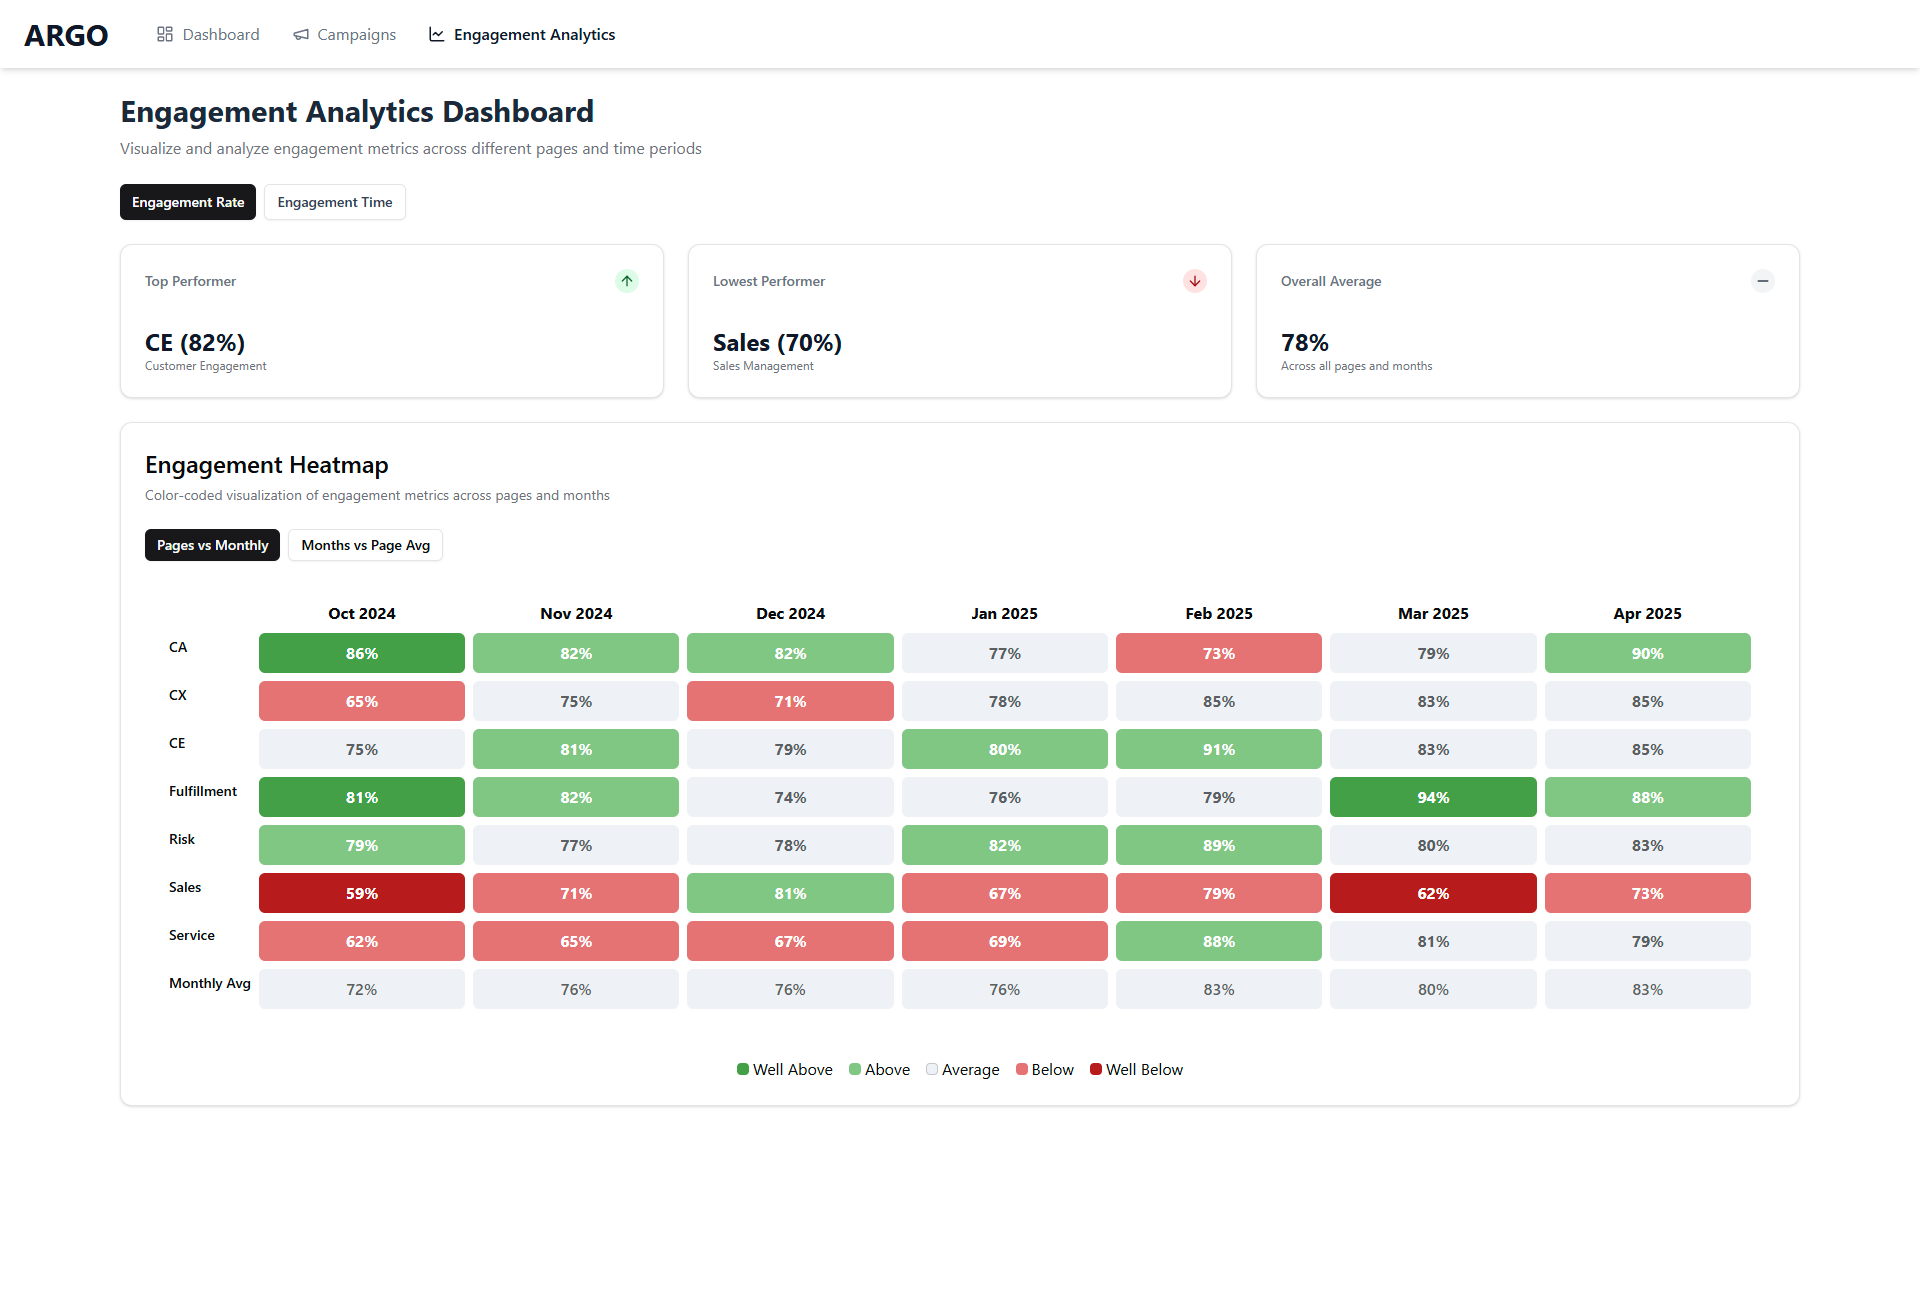 ARGO Dashboard Campaigns Engagement Analytics
Engagement Analytics Dashboard
Visualize and analyze engagement metrics across different pages and time periods
Engagement Rate Engagement Time
Top Performer
CE (82%)
Customer Engagement
Lowest Performer
Sales (70%)
Sales Management
Overall Average
78%
Across all pages and months
Engagement Heatmap
Color-coded visualization of engagement metrics across pages and months
Pages vs Monthly Months vs Page Avg
Oct 2024 Nov 2024 Dec 2024 Jan 2025 Feb 2025 Mar 2025 Apr 2025
CA 86% 82% 82% 77% 73% 79% 90%
CX 65% 75% 71% 78% 85% 83% 85%
CE 75% 81% 79% 80% 91% 83% 85%
Fulfillment 81% 82% 74% 76% 79% 94% 88%
Risk 79% 77% 78% 82% 89% 80% 83%
Sales 59% 71% 81% 67% 79% 62% 73%
Service 62% 65% 67% 69% 88% 81% 79%
Monthly Avg 72% 76% 76% 76% 83% 80% 83%
Well Above Above Average Below Well Below